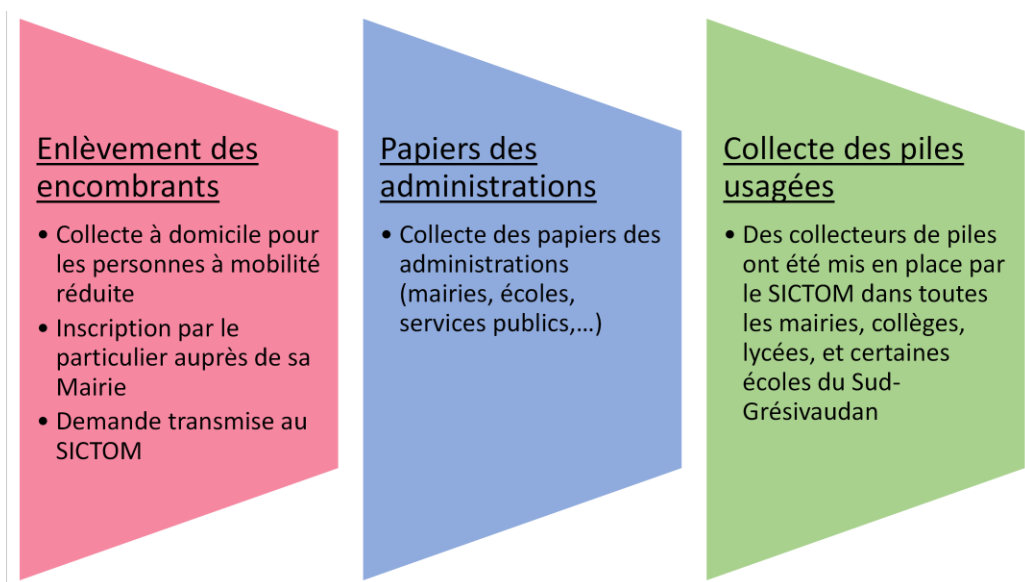 Enlèvement des
encombrants
• Collecte à domicile pour
les personnes à mobilité
réduite
• Inscription par le
particulier auprès de sa
Mairie
• Demande transmise au
SICTOM
Papiers des
administrations
• Collecte des papiers des
administrations
(mairies, écoles,
services publics,...)
Collecte des piles
usagées
• Des collecteurs de piles
ont été mis en place par
le SICTOM dans toutes
les mairies, collèges,
lycées, et certaines
écoles du Sud-
Grésivaudan